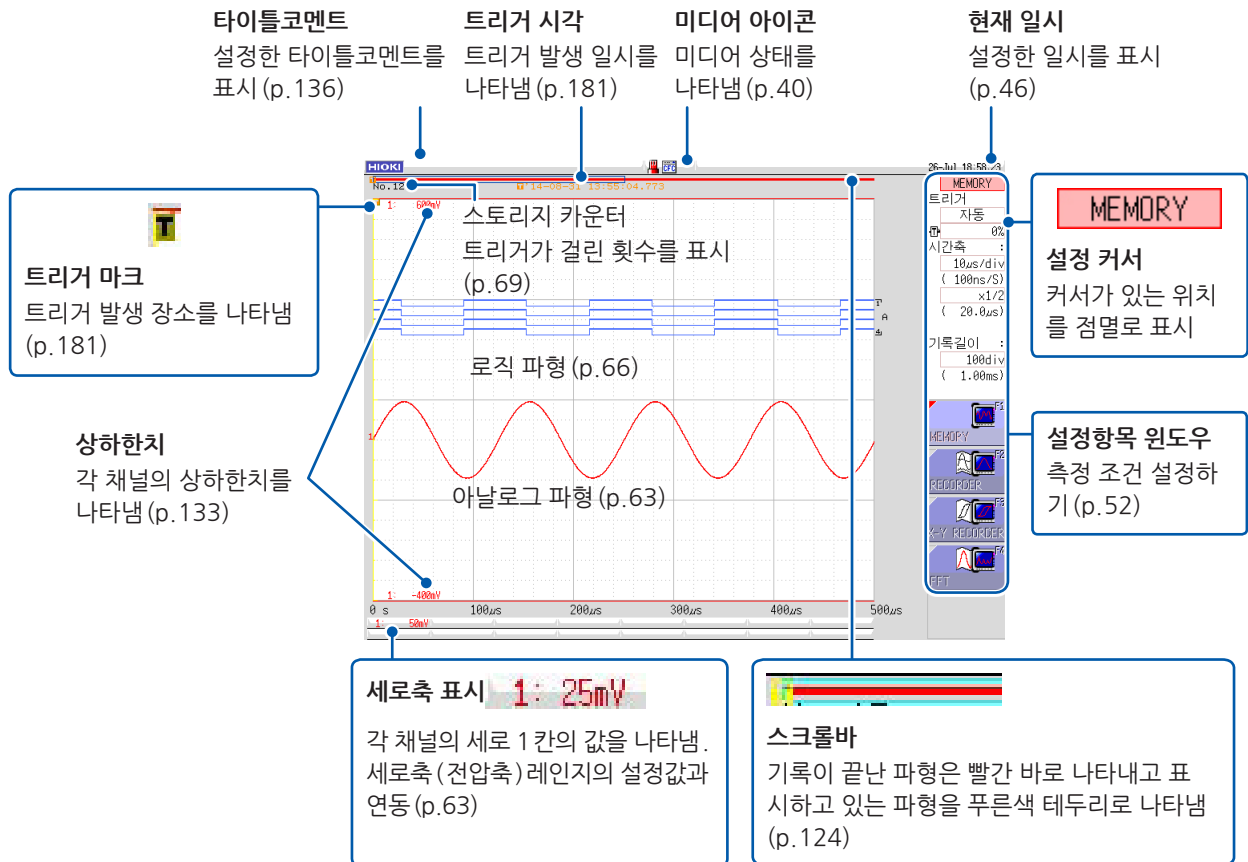 타이틀코멘트
설정한 타이틀코멘트를
표시(p.136)
트리거 시각
트리거 발생 일시를
나타냄(p.181)
미디어 아이콘
미디어 상태를
나타냄(p.40)
현재 일시
설정한 일시를 표시
(p.46)
HIOKI
No.12
'14-08-31 13:55:04.773
1: 600mV
스토리지 카운터
트리거가 걸린 횟수를 표시
(p.69)
A
로직 파형(p.66)
1
아날로그 파형(p.63)
1: -400mV
0 s 100µs 200µs 300µs 400µs 500µs
1: 50mV
T
트리거 마크
트리거 발생 장소를 나타냄
(p.181)
상하한치
각 채널의 상하한치를
나타냄(p.133)
MEMORY
트리거
자동
0%
시간축 :
10µs/div
( 100ns/S)
x1/2
( 20.0µs)
기록길이 :
100div
( 1.00ms)
F1
MEMORY
F2
RECORDER
F3
X-Y RECORDER
F4
FFT
MEMORY
설정 커서
커서가 있는 위치
를 점멸로 표시
설정항목 윈도우
측정 조건 설정하
기(p.52)
세로축 표시 1: 25mV
각 채널의 세로 1칸의 값을 나타냄.
세로축(전압축) 레인지의 설정값과
연동(p.63)
스크롤바
기록이 끝난 파형은 빨간 바로 나타내고 표
시하고 있는 파형을 푸른색 테두리로 나타냄
(p.124)